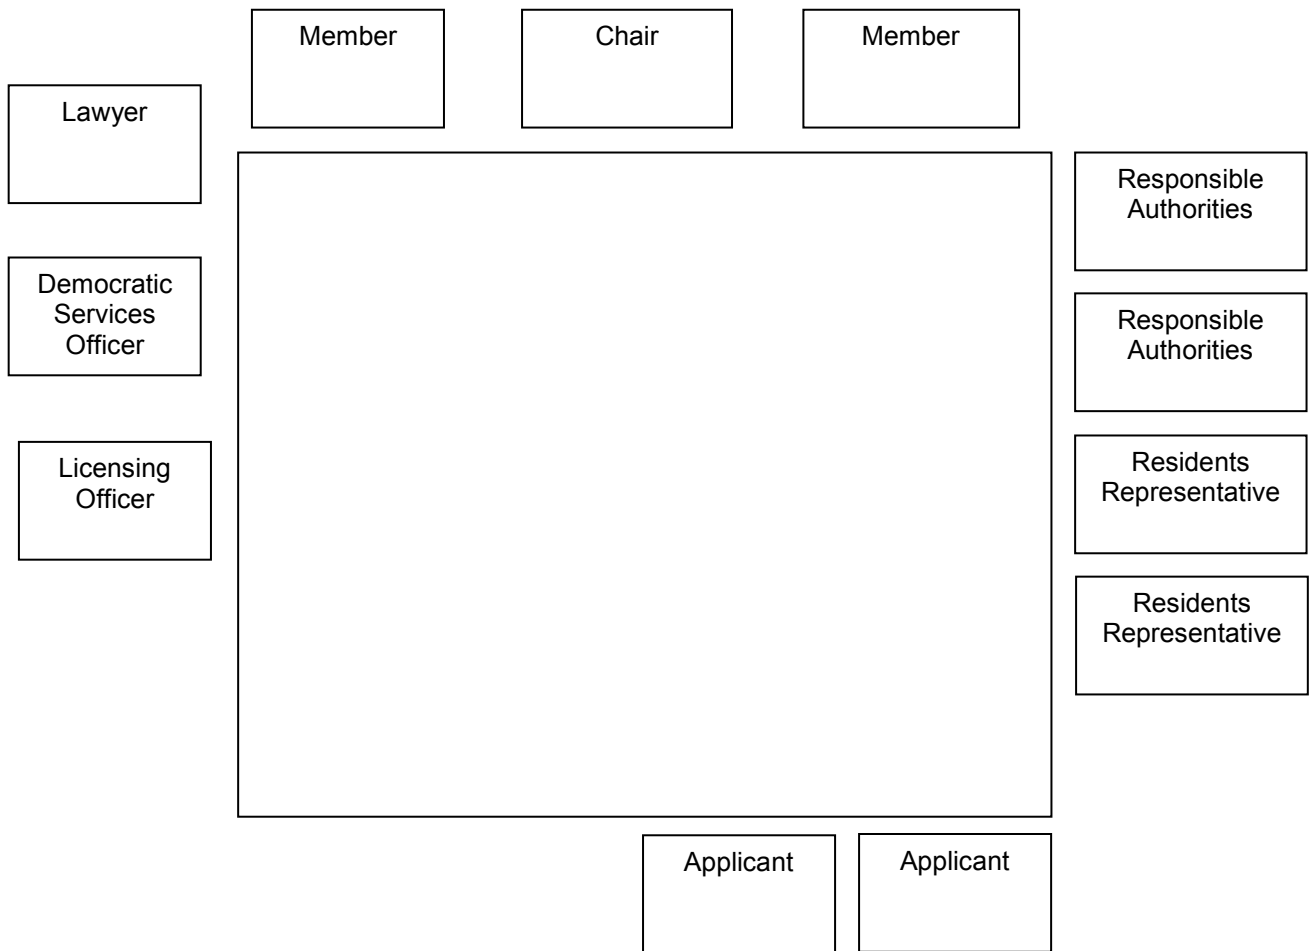 Member
Chair
Member
Lawyer
Responsible
Authorities
Democratic
Services
Officer
Responsible
Authorities
Licensing
Officer
Residents
Representative
Residents
Representative
Applicant
Applicant